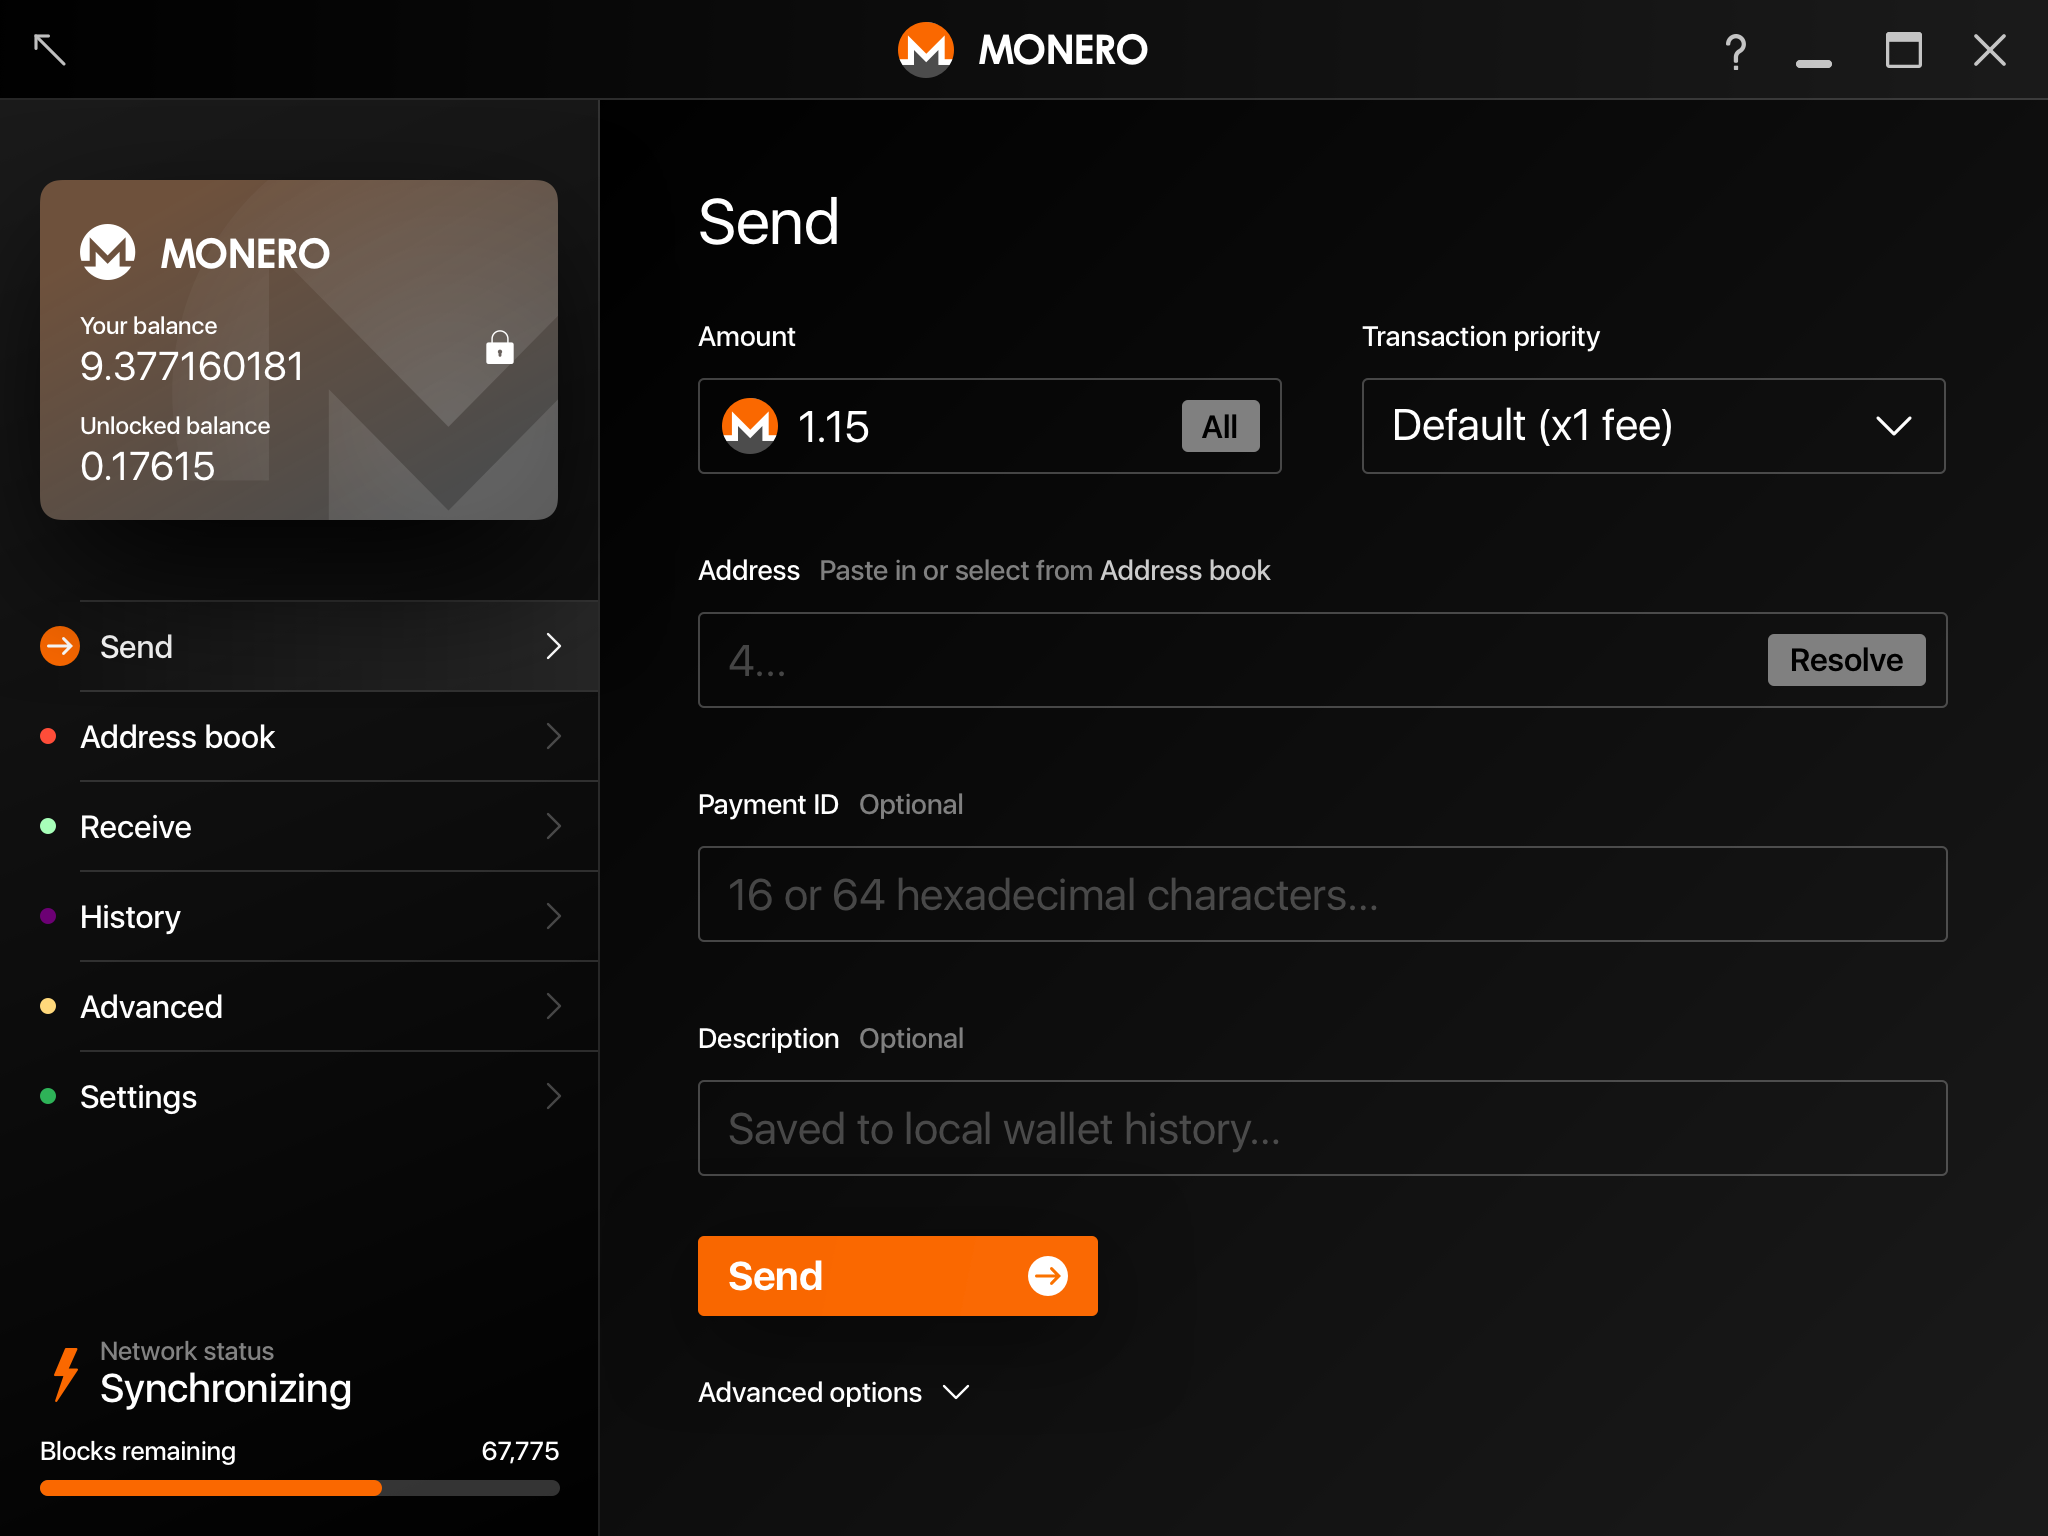 MONERO
?
MONERO
Your balance
9.377160181
Unlocked balance
0.17615
Send
Address book
Receive
History
Advanced
Settings
Network status
Synchronizing
Blocks remaining 67,775
Send
Amount
1.15 All
Transaction priority
Default (x1 fee)
Address Paste in or select from Address book
4... Resolve
Payment ID Optional
16 or 64 hexadecimal characters...
Description Optional
Saved to local wallet history...
Send
Advanced options